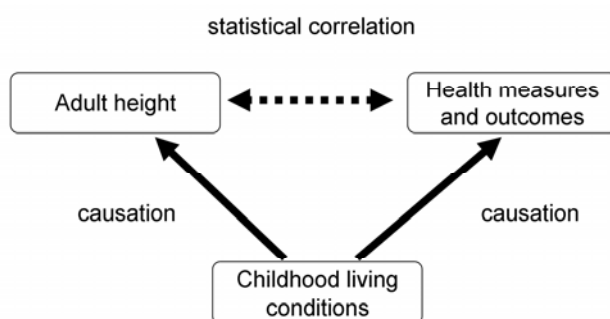 statistical correlation
Adult height
Health measures
and outcomes
causation
causation
Childhood living
conditions